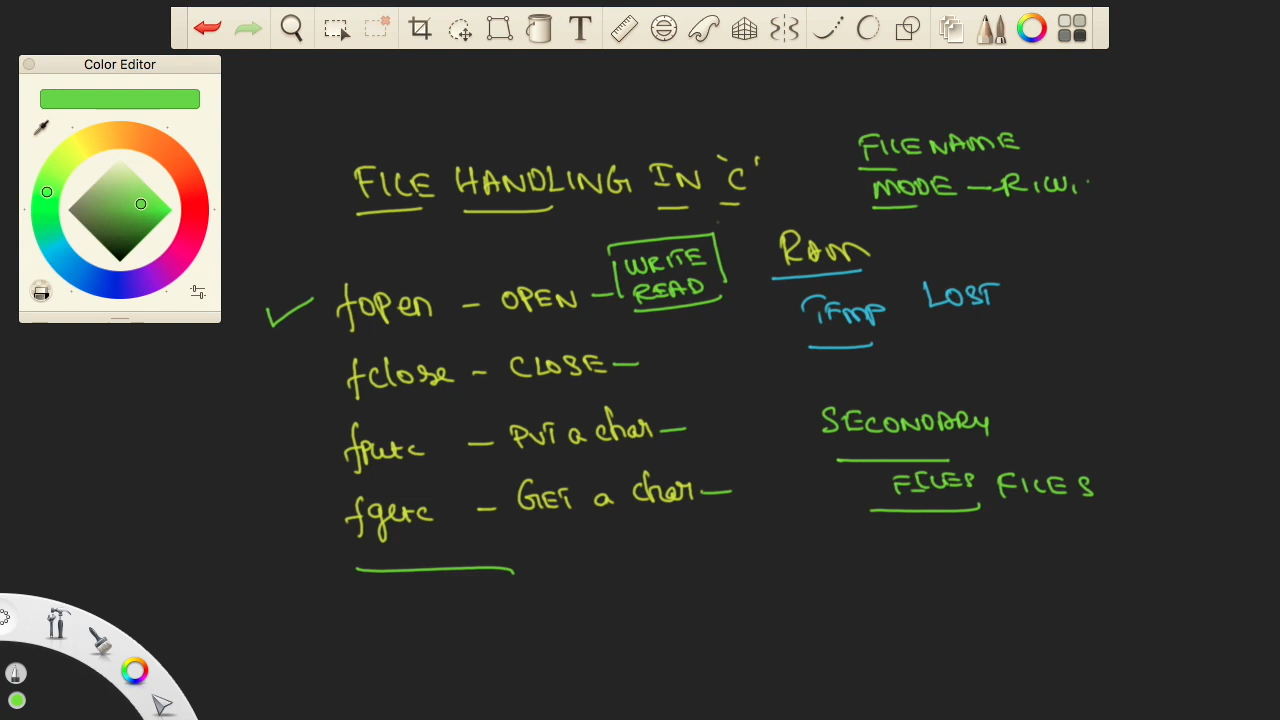 Color Editor
FILE HANDLING IN 'C'
FILENAME
MODE - R, W,
fopen - OPEN - WRITE READ
fclose - CLOSE -
fputc - PUT a char -
fgetc - GET a char -
RAM
TEMP LOST
SECONDARY
FILES FILES